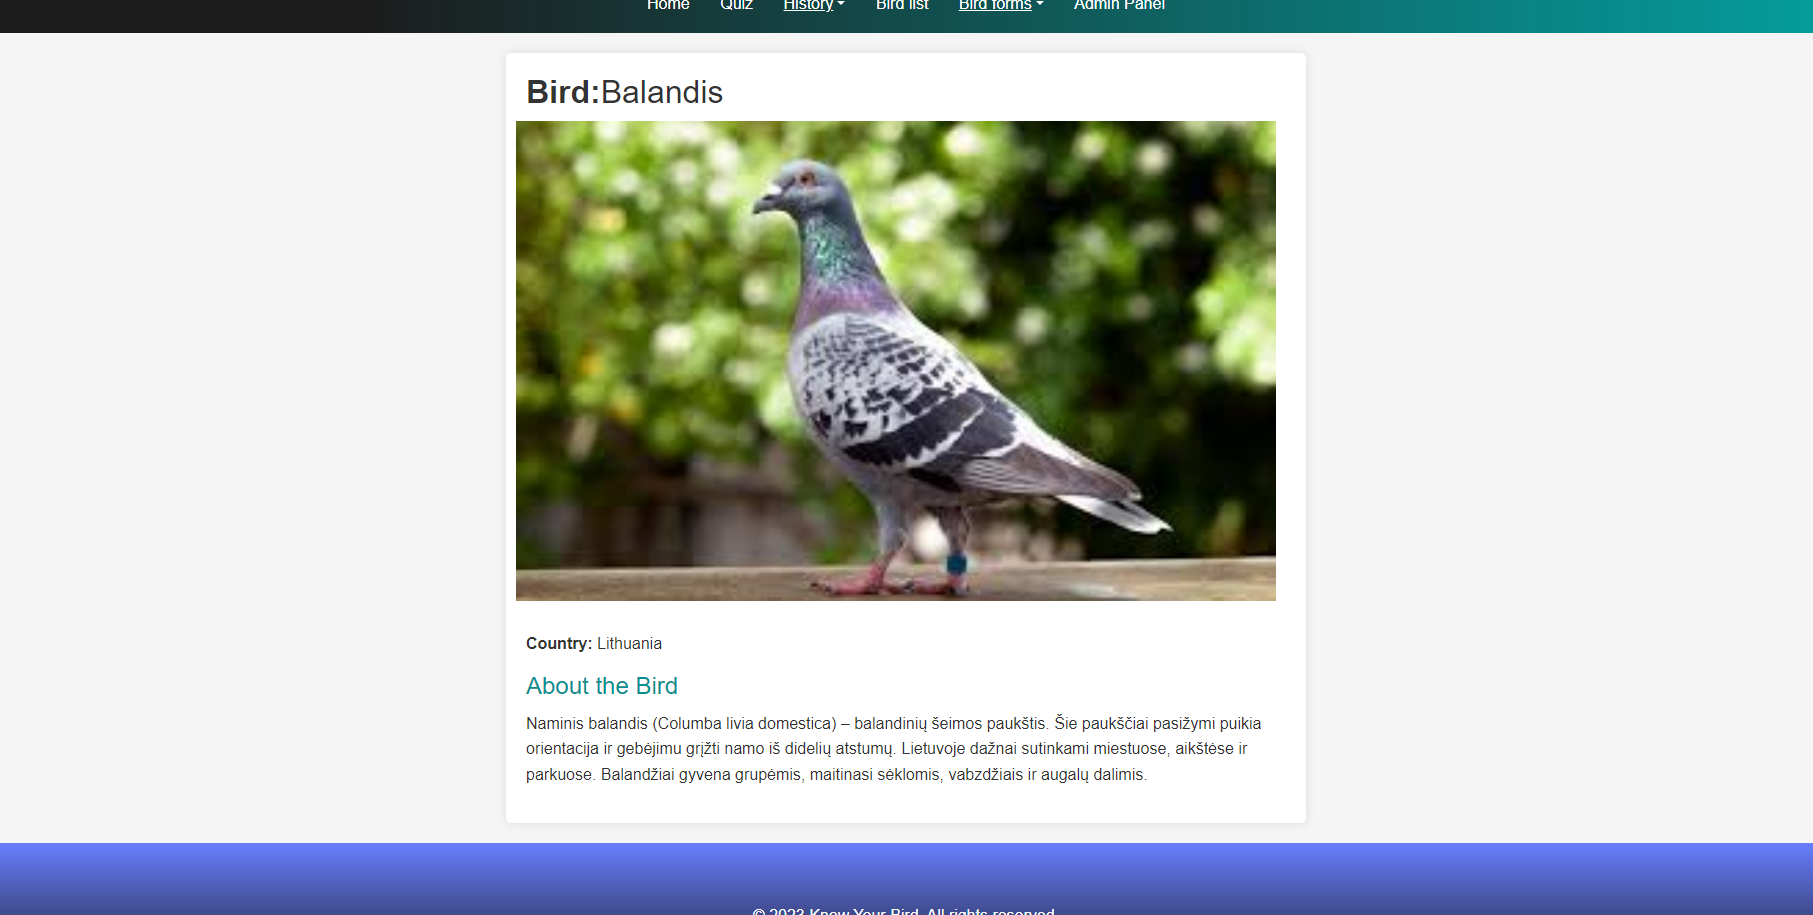 Home Quiz History Bird list Bird forms Admin Panel
Bird:Balandis
Country: Lithuania
About the Bird
Naminis balandis (Columba livia domestica) – balandinių šeimos paukštis. Šie paukščiai pasižymi puikia
orientacija ir gebėjimu grįžti namo iš didelių atstumų. Lietuvoje dažnai sutinkami miestuose, aikštėse ir
parkuose. Balandžiai gyvena grupėmis, maitinasi sėklomis, vabzdžiais ir augalų dalimis.
© 2023 Know Your Bird. All rights reserved.